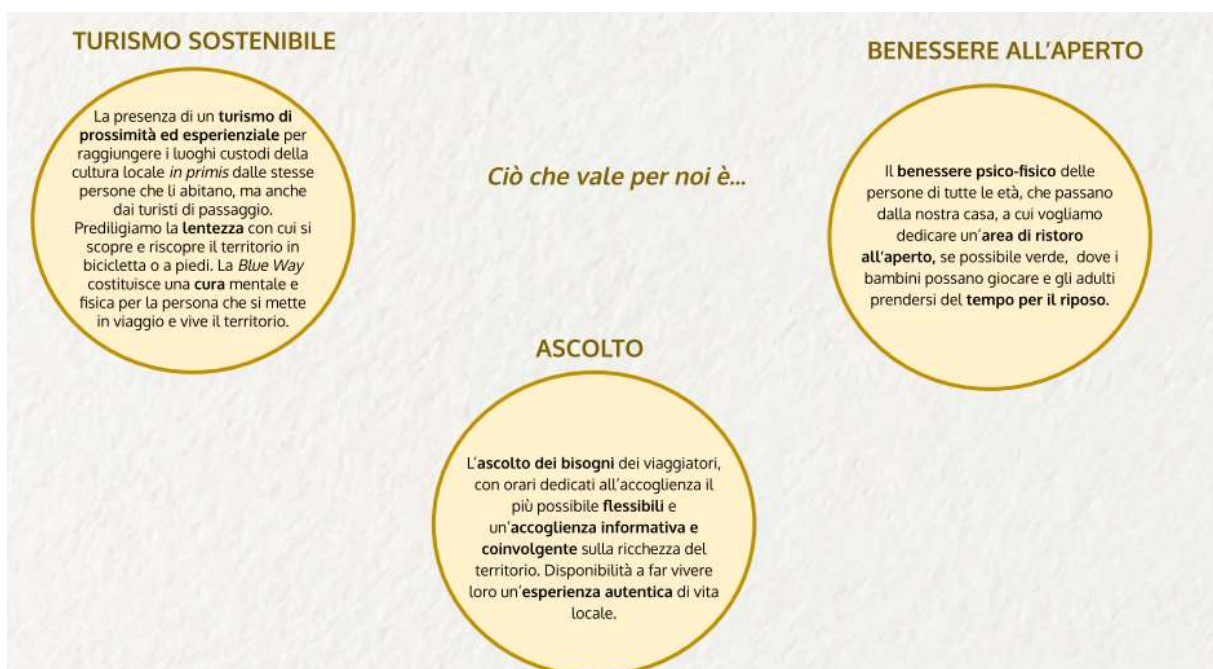 TURISMO SOSTENIBILE
La presenza di un turismo di
prossimità ed esperienziale per
raggiungere i luoghi custodi della
cultura locale in primis dalle stesse
persone che li abitano, ma anche
dai turisti di passaggio.
Prediligiamo la lentezza con cui si
scopre e riscopre il territorio in
bicicletta o a piedi. La Blue Way
costituisce una cura mentale e
fisica per la persona che si mette
in viaggio e vive il territorio.
Ciò che vale per noi è...
BENESSERE ALL'APERTO
Il benessere psico-fisico delle
persone di tutte le età, che passano
dalla nostra casa, a cui vogliamo
dedicare un'area di ristoro
all'aperto, se possibile verde, dove i
bambini possano giocare e gli adulti
prendersi del tempo per il riposo.
ASCOLTO
L'ascolto dei bisogni dei viaggiatori,
con orari dedicati all'accoglienza il
più possibile flessibili e
un'accoglienza informativa e
coinvolgente sulla ricchezza del
territorio. Disponibilità a far vivere
loro un'esperienza autentica di vita
locale.